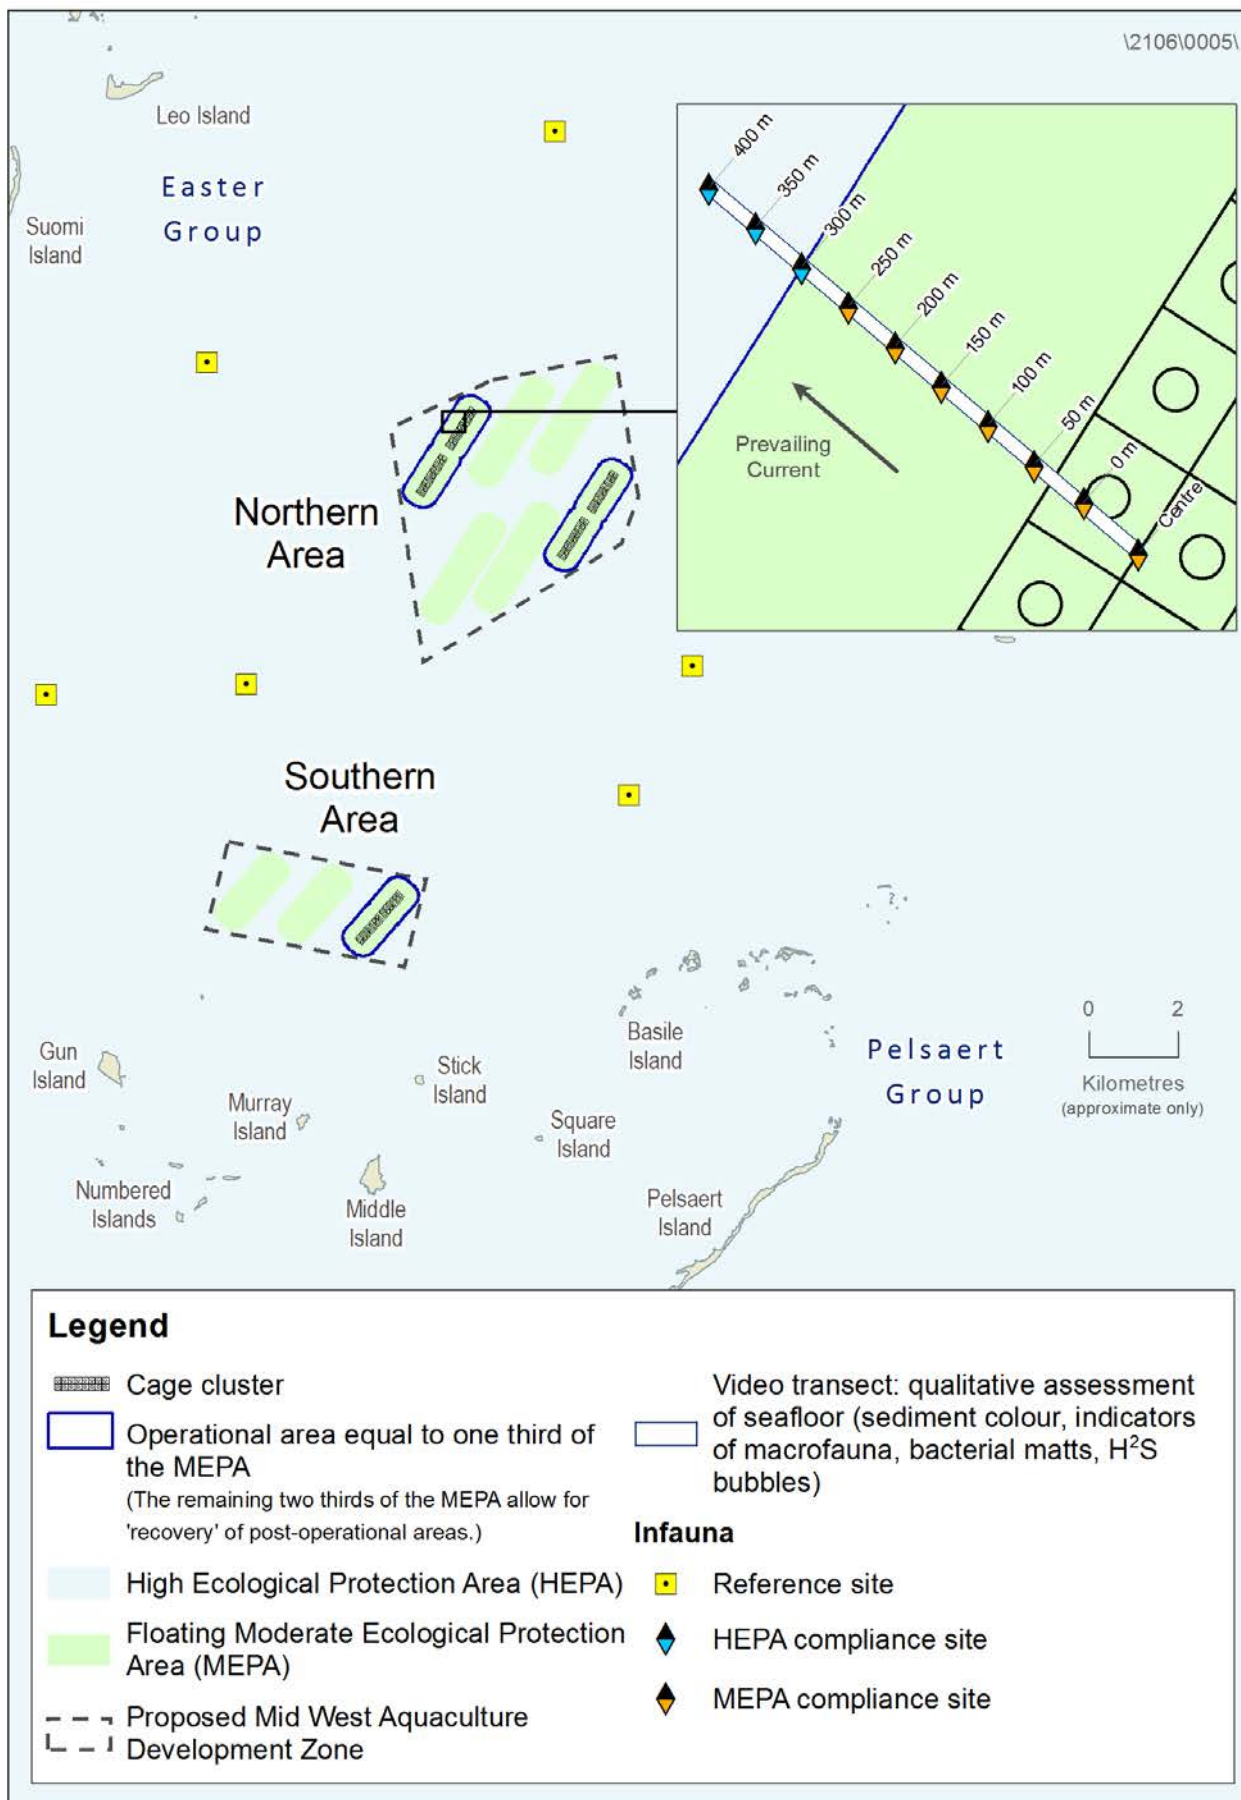 \2106\0005\
Leo Island
Easter
Group
Suomi
Island
400 m
350 m
300 m
250 m
200 m
150 m
100 m
50 m
0 m
Centre
Prevailing
Current
Northern
Area
Southern
Area
Gun
Island
Murray
Island
Stick
Island
Basile
Island
Pelsaert
Group
0 2
Kilometres
(approximate only)
Square
Island
Numbered
Islands
Middle
Island
Pelsaert
Island
Legend
Cage cluster
Operational area equal to one third of
the MEPA
(The remaining two thirds of the MEPA allow for
'recovery' of post-operational areas.)
High Ecological Protection Area (HEPA)
Floating Moderate Ecological Protection
Area (MEPA)
Proposed Mid West Aquaculture
Development Zone
Video transect: qualitative assessment
of seafloor (sediment colour, indicators
of macrofauna, bacterial matts, H²S
bubbles)
Infauna
Reference site
HEPA compliance site
MEPA compliance site